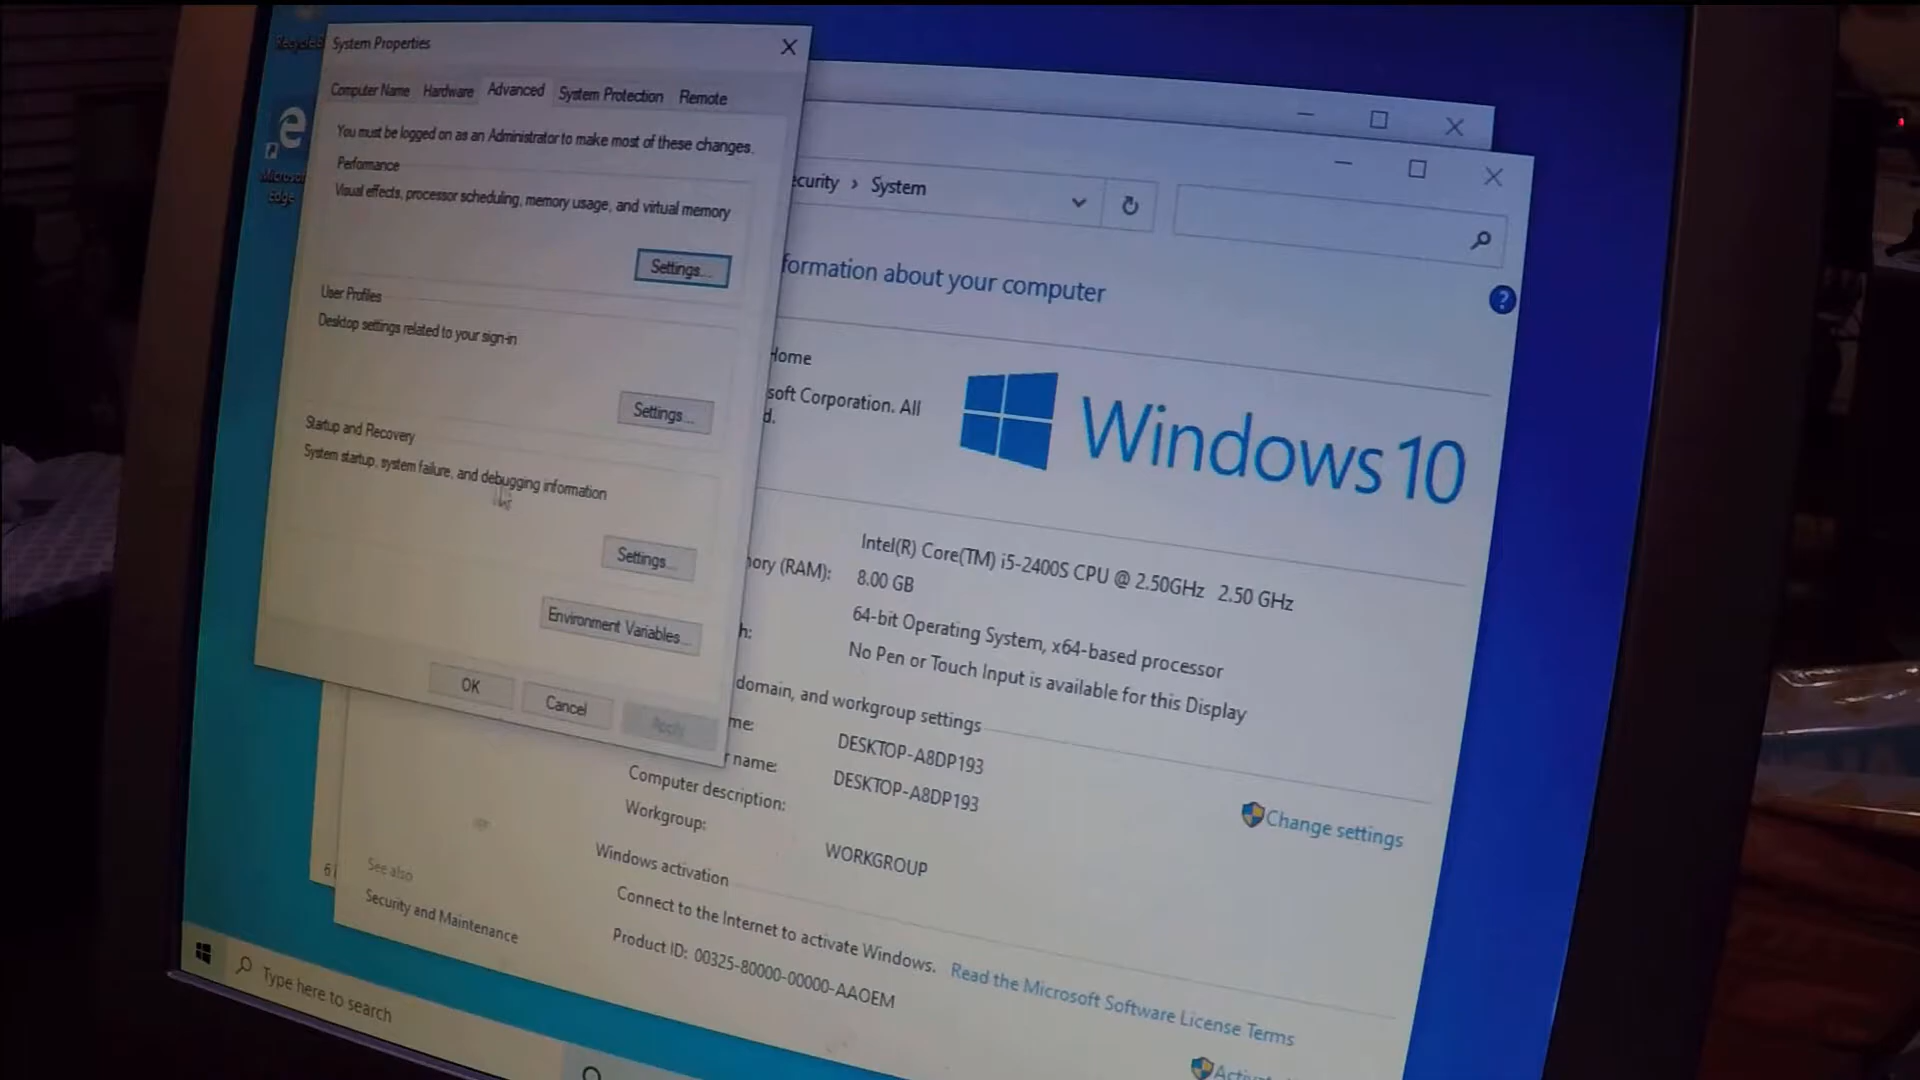 Recycle
System Properties
Computer Name Hardware Advanced System Protection Remote
You must be logged on as an Administrator to make most of these changes.
Performance
Visual effects, processor scheduling, memory usage, and virtual memory
Settings...
User Profiles
Desktop settings related to your sign-in
Settings...
Startup and Recovery
System startup, system failure, and debugging information
Settings...
Environment Variables...
OK Cancel Apply
Microsof
Edge
ecurity › System
formation about your computer
Home
soft Corporation. All
d.
Windows 10
Intel(R) Core(TM) i5-2400S CPU @ 2.50GHz 2.50 GHz
ory (RAM): 8.00 GB
64-bit Operating System, x64-based processor
h: No Pen or Touch Input is available for this Display
domain, and workgroup settings
me: DESKTOP-A8DP193
r name: DESKTOP-A8DP193
Change settings
Computer description:
Workgroup: WORKGROUP
Windows activation
Connect to the Internet to activate Windows. Read the Microsoft Software License Terms
Product ID: 00325-80000-00000-AAOEM
Activat
See also
Security and Maintenance
6
Type here to search